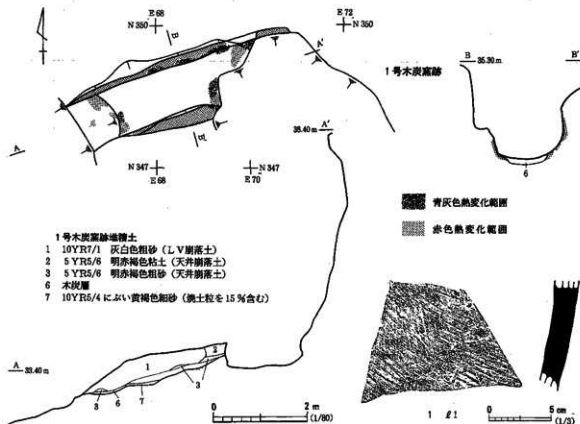 E 68
N 350
E 72
N 350
B
A′
1号木炭窯跡
B
35.30m
B′
6
A
B′
N 347
E 68
N 347
E 70
38.40m
A′
青灰色熱変化範囲
赤色熱変化範囲
1号木炭窯跡堆積土
1 10YR7/1 灰白色粗砂（LⅤ崩落土）
2 5YR5/6 明赤褐色粘土（天井崩落土）
3 5YR5/6 明赤褐色粗砂（天井崩落土）
6 木炭層
7 10YR5/4 にぶい黄褐色細砂（焼土粒を15％含む）
A
33.40m
1
2
3
3
6
7
0 2 m
(1/80)
1 ℓ1
0 5 cm
(1/3)